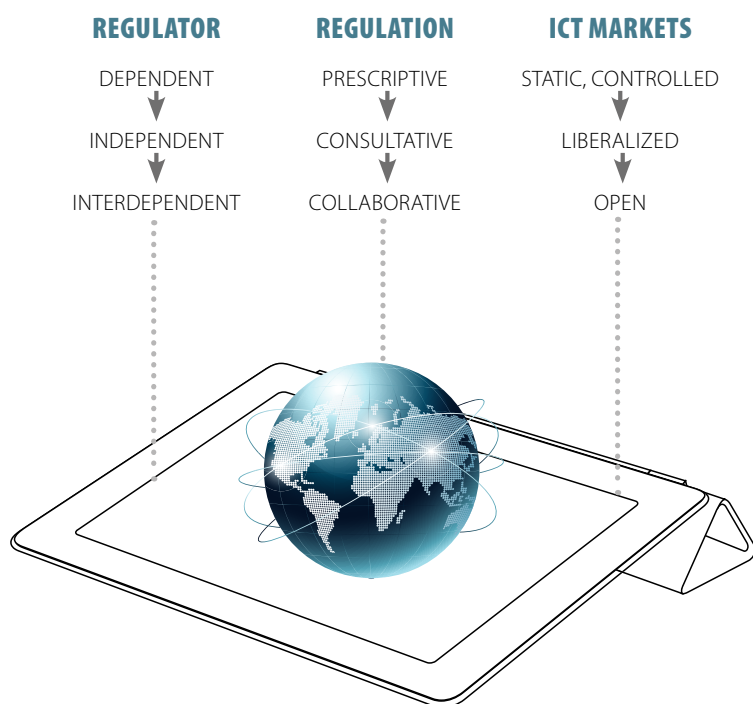 REGULATOR REGULATION ICT MARKETS
DEPENDENT PRESCRIPTIVE STATIC, CONTROLLED
INDEPENDENT CONSULTATIVE LIBERALIZED
INTERDEPENDENT COLLABORATIVE OPEN